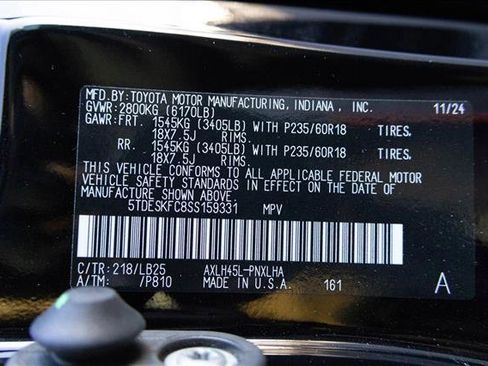 MFD.BY:TOYOTA MOTOR MANUFACTURING, INDIANA, INC. 11/24
GVWR:2800KG (6170LB)
GAWR:FRT. 1545KG (3405LB) WITH P235/60R18 TIRES,
18X7.5J RIMS.
RR. 1545KG (3405LB) WITH P235/60R18 TIRES,
18X7.5J RIMS.
THIS VEHICLE CONFORMS TO ALL APPLICABLE FEDERAL MOTOR
VEHICLE SAFETY STANDARDS IN EFFECT ON THE DATE OF
MANUFACTURE SHOWN ABOVE.
5TDESKFC8SS159331 MPV
C/TR:218/LB25 AXLH45L-PNXLHA
A/TM: /P810 MADE IN U.S.A. 161 A